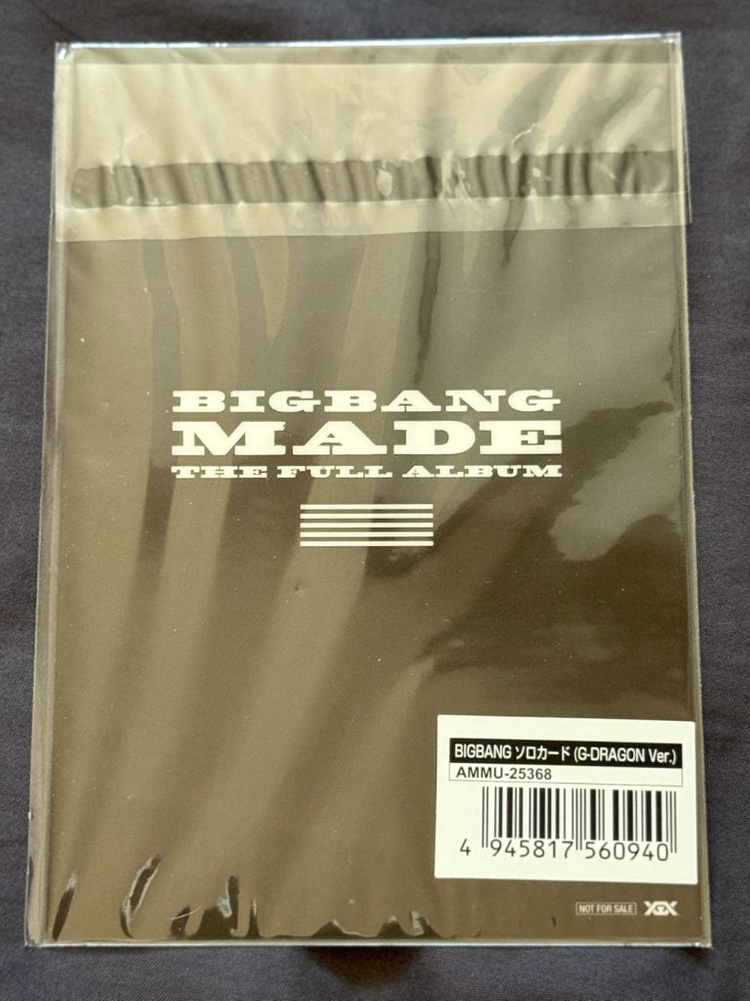 BIGBANG
MADE
THE FULL ALBUM
BIGBANG ソロカード (G-DRAGON Ver.)
AMMU-25368
4 945817 560940
NOT FOR SALE